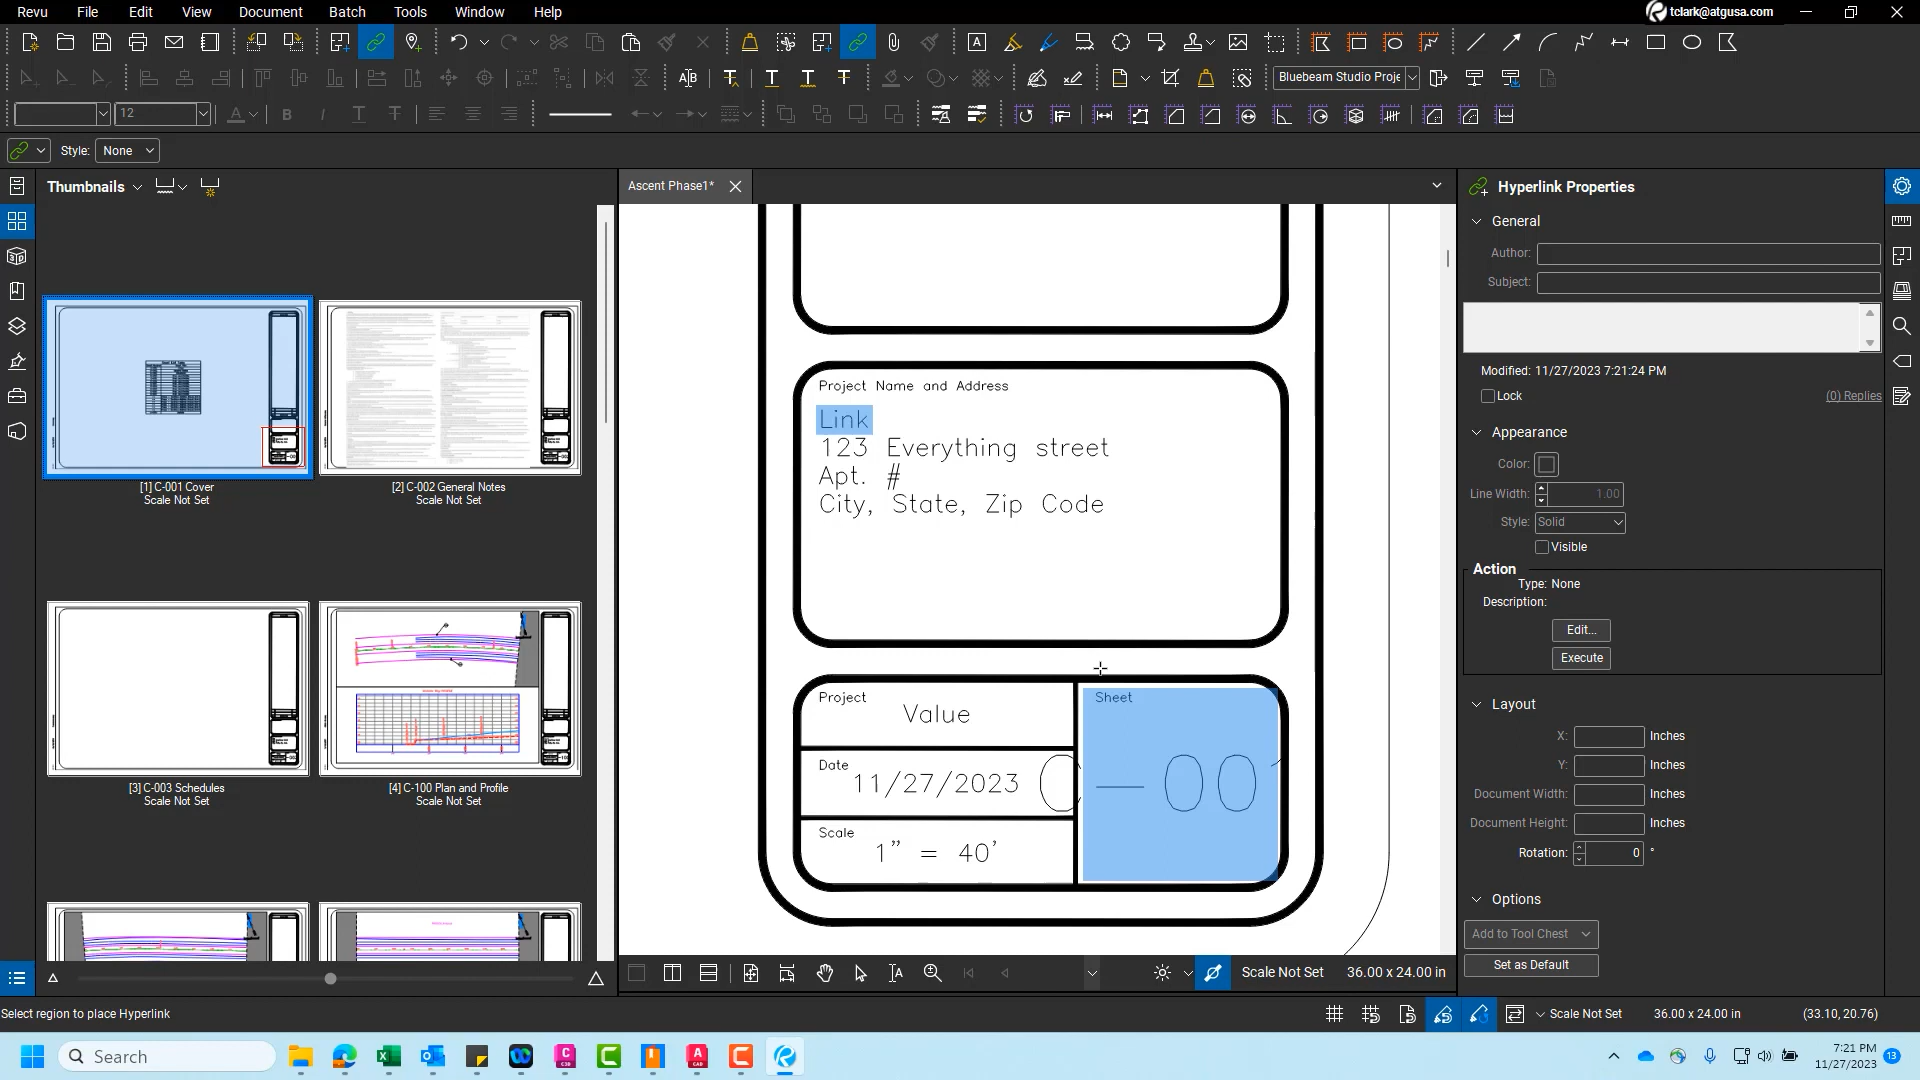 Revu File Edit View Document Batch Tools Window Help tclark@atgusa.com
Bluebeam Studio Proje
12
Style: None
Thumbnails
[1] C-001 Cover
Scale Not Set
[2] C-002 General Notes
Scale Not Set
[3] C-003 Schedules
Scale Not Set
[4] C-100 Plan and Profile
Scale Not Set
Ascent Phase1*
Project Name and Address
Link
123 Everything street
Apt. #
City, State, Zip Code
Project
Value
Sheet
Date
11/27/2023
C-00
Scale
1" = 40'
Scale Not Set 36.00 x 24.00 in
Hyperlink Properties
General
Author:
Subject:
Modified: 11/27/2023 7:21:24 PM
Lock (0) Replies
Appearance
Color:
Line Width: 1.00
Style: Solid
Visible
Action
Type: None
Description:
Edit...
Execute
Layout
X: Inches
Y: Inches
Document Width: Inches
Document Height: Inches
Rotation: 0 °
Options
Add to Tool Chest
Set as Default
Select region to place Hyperlink
Scale Not Set 36.00 x 24.00 in (33.10, 20.76)
Search
7:21 PM
11/27/2023
13